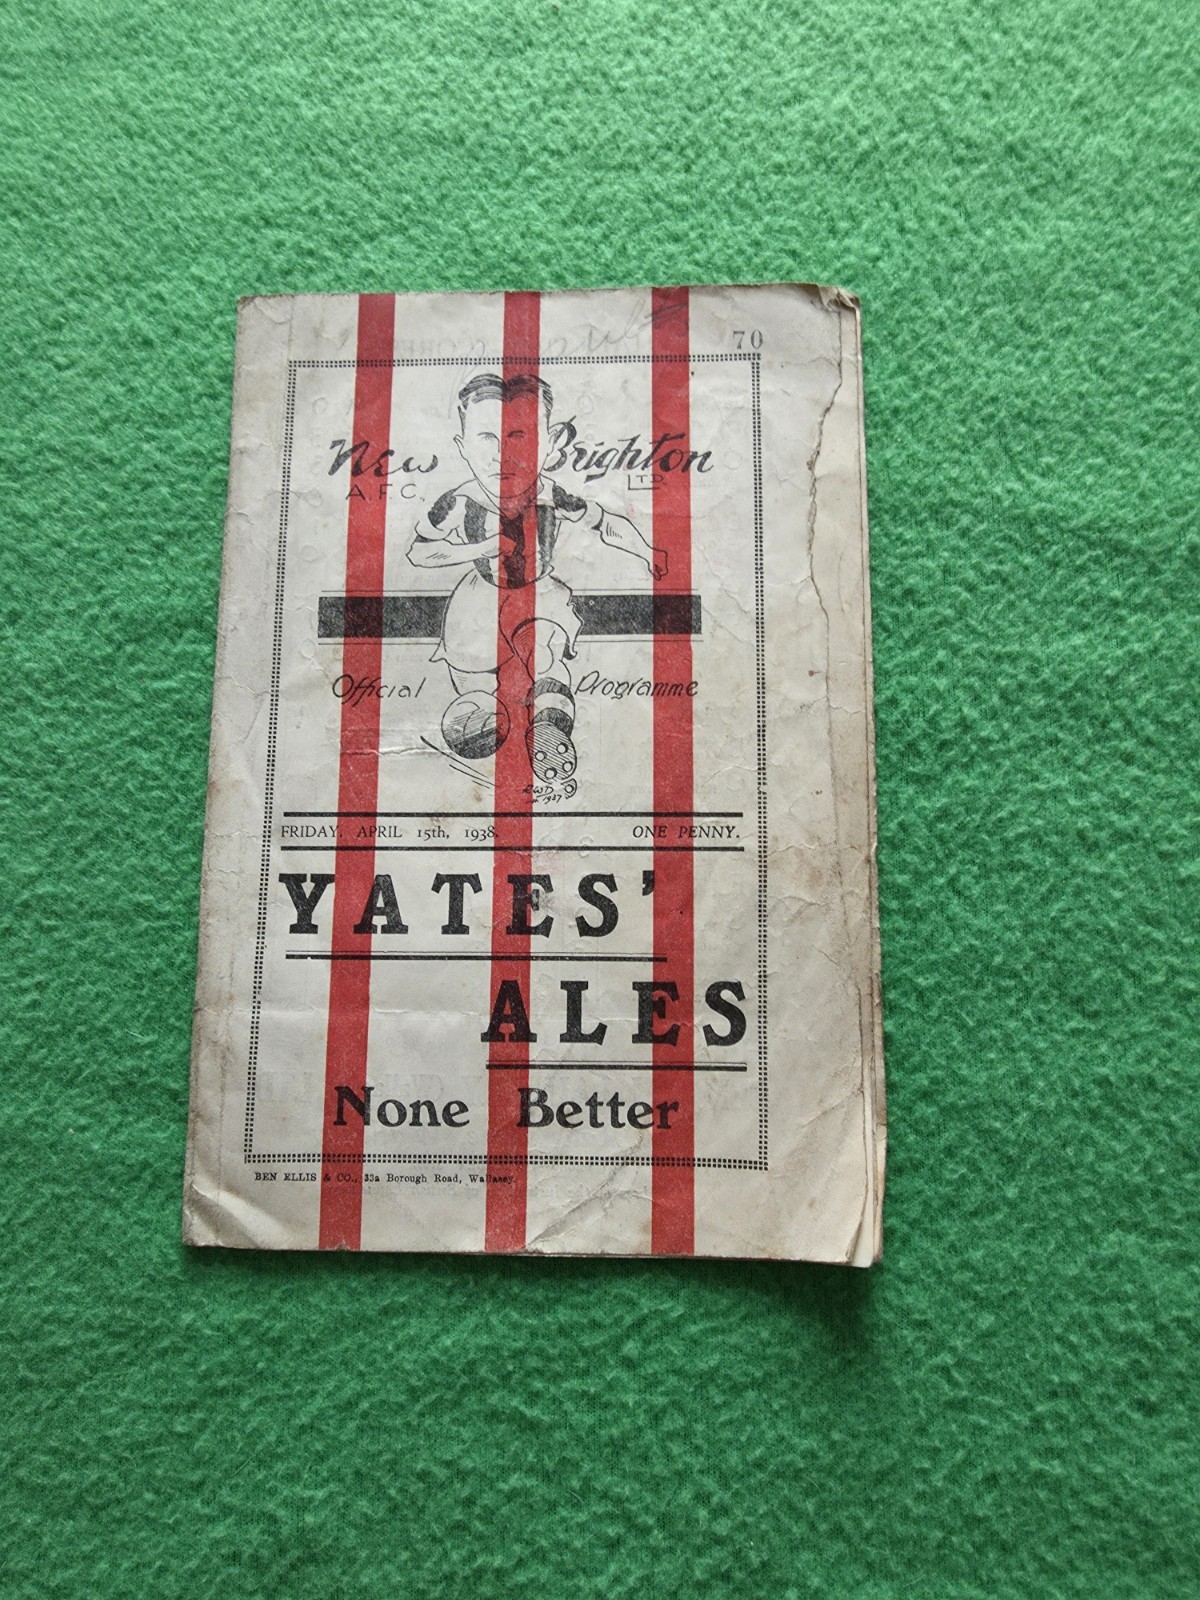 70
New Brighton
A.F.C. LTD.
Official Programme
1937
FRIDAY, APRIL 15th, 1938. ONE PENNY.
YATES'
ALES
None Better
BEN ELLIS & CO., 33a Borough Road, Wallasey.